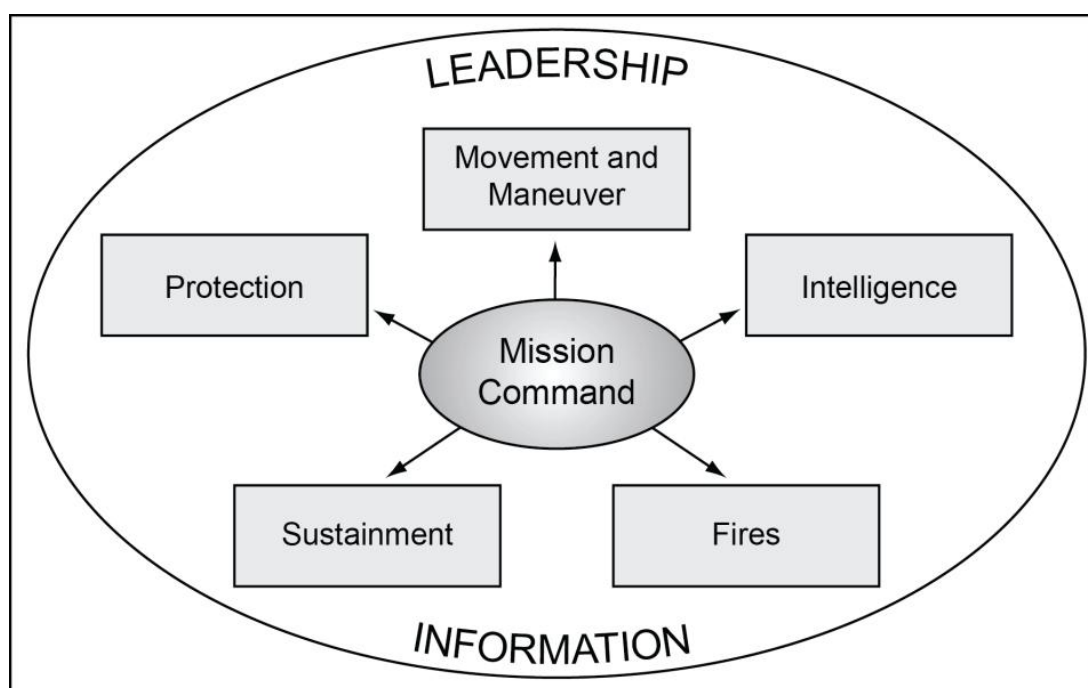 LEADERSHIP
Movement and
Maneuver
Protection
Intelligence
Mission
Command
Sustainment
Fires
INFORMATION